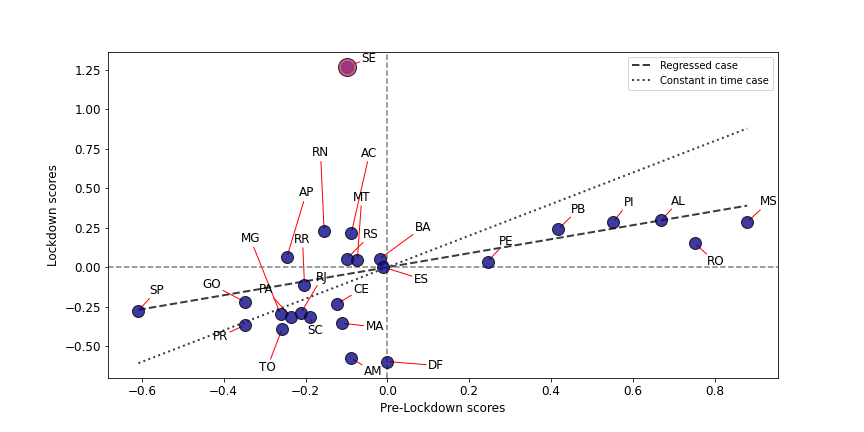 SE
Regressed case
Constant in time case
1.25
1.00
0.75
0.50
0.25
0.00
−0.25
−0.50
Lockdown scores
RN
AC
AP
MT
MG
RR
RS
BA
PE
PB
PI
AL
MS
RO
SP
GO
PA
RJ
CE
ES
PR
SC
MA
TO
AM
DF
−0.6
−0.4
−0.2
0.0
0.2
0.4
0.6
0.8
Pre-Lockdown scores